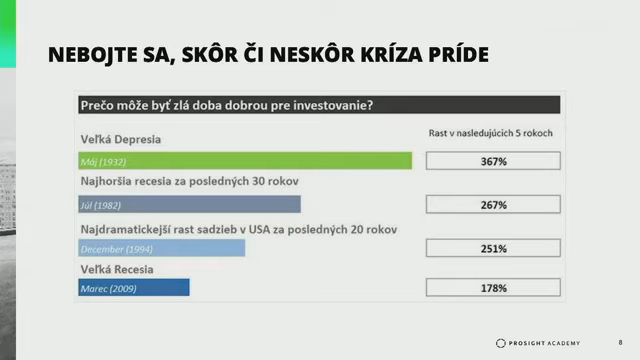 NEBOJTE SA, SKÔR ČI NESKÔR KRÍZA PRÍDE
Prečo môže byť zlá doba dobrou pre investovanie?
Rast v nasledujúcich 5 rokoch
Veľká Depresia
Máj (1932)
367%
Najhoršia recesia za posledných 30 rokov
Júl (1982)
267%
Najdramatickejší rast sadzieb v USA za posledných 20 rokov
December (1994)
251%
Veľká Recesia
Marec (2009)
178%
PROSIGHT ACADEMY
8